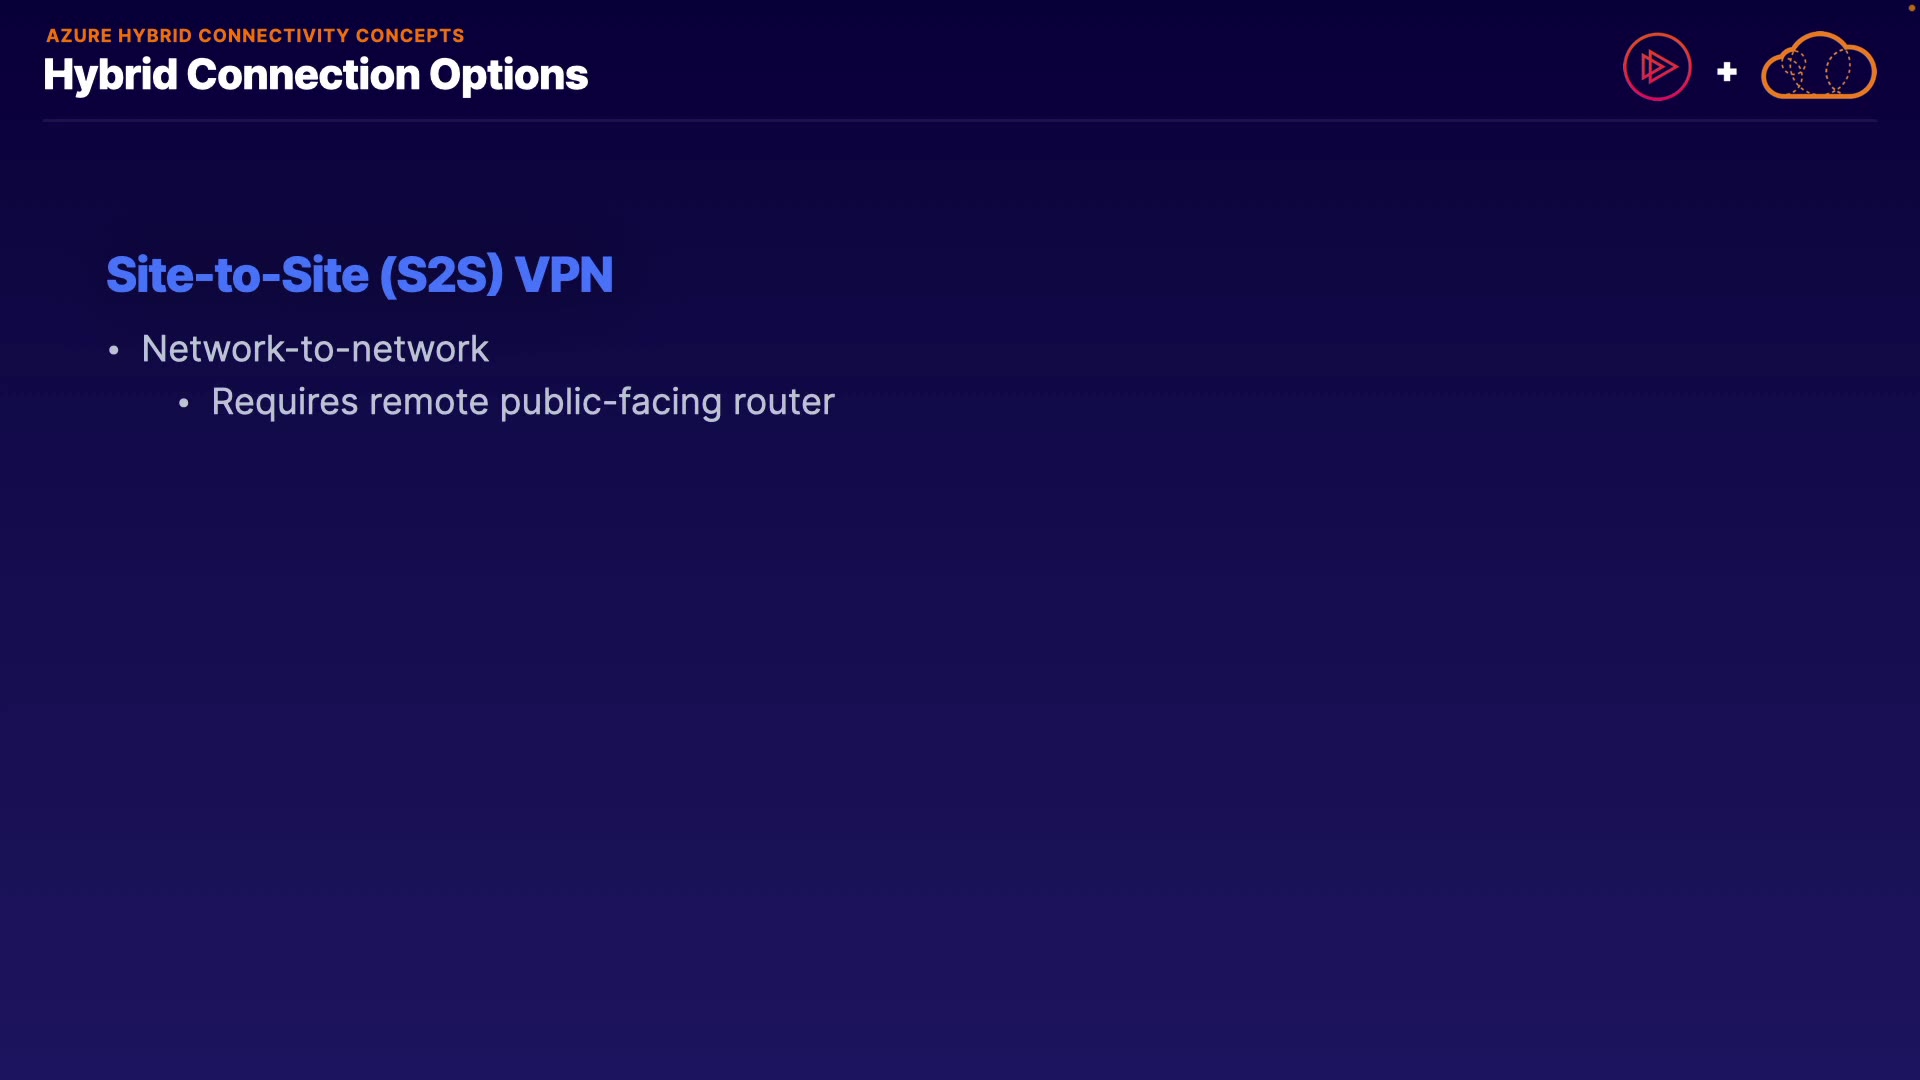 AZURE HYBRID CONNECTIVITY CONCEPTS
Hybrid Connection Options
+
Site-to-Site (S2S) VPN
• Network-to-network
• Requires remote public-facing router